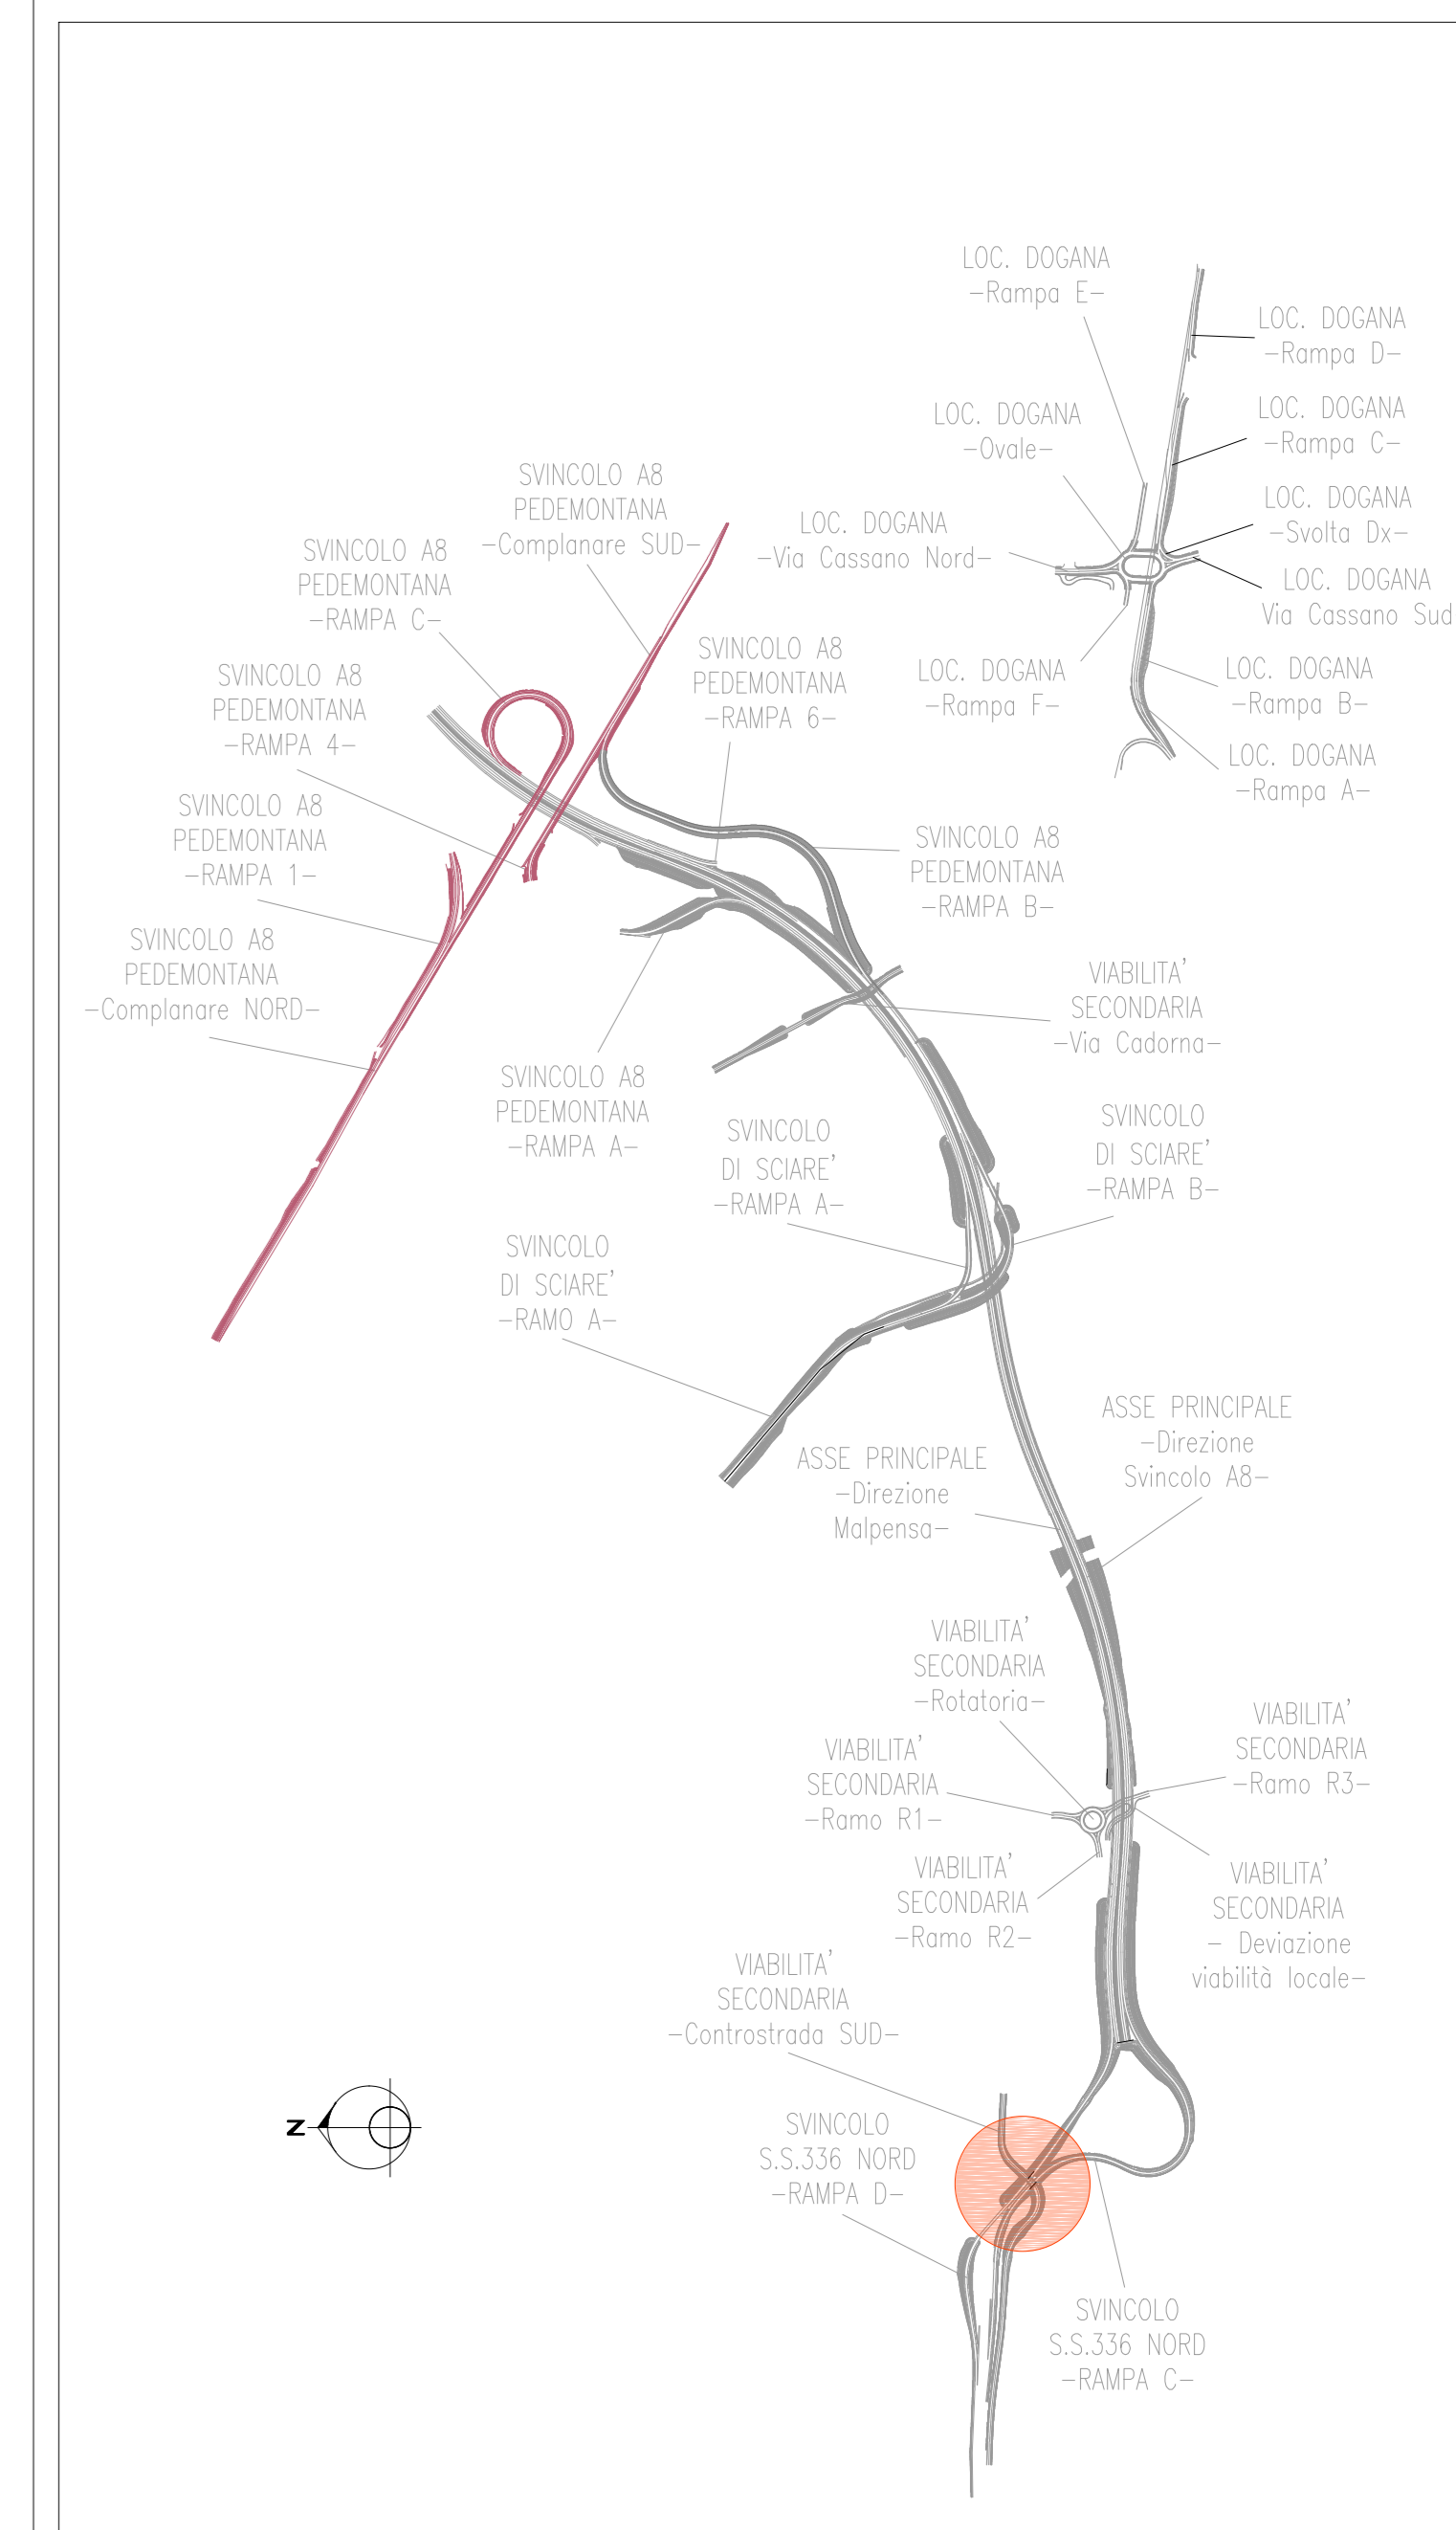 LOC. DOGANA
-Rampa E-
LOC. DOGANA
-Rampa D-
LOC. DOGANA
-Ovale-
LOC. DOGANA
-Rampa C-
SVINCOLO A8
PEDEMONTANA
-Complanare SUD-
LOC. DOGANA
-Svolta Dx-
LOC. DOGANA
-Via Cassano Nord-
SVINCOLO A8
PEDEMONTANA
-RAMPA C-
LOC. DOGANA
Via Cassano Sud
SVINCOLO A8
PEDEMONTANA
-RAMPA 6-
SVINCOLO A8
PEDEMONTANA
-RAMPA 4-
LOC. DOGANA
-Rampa F-
LOC. DOGANA
-Rampa B-
LOC. DOGANA
-Rampa A-
SVINCOLO A8
PEDEMONTANA
-RAMPA 1-
SVINCOLO A8
PEDEMONTANA
-RAMPA B-
SVINCOLO A8
PEDEMONTANA
-Complanare NORD-
VIABILITA'
SECONDARIA
-Via Cadorna-
SVINCOLO A8
PEDEMONTANA
-RAMPA A-
SVINCOLO
DI SCIARE'
-RAMPA A-
SVINCOLO
DI SCIARE'
-RAMPA B-
SVINCOLO
DI SCIARE'
-RAMO A-
ASSE PRINCIPALE
-Direzione
Svincolo A8-
ASSE PRINCIPALE
-Direzione
Malpensa-
VIABILITA'
SECONDARIA
-Rotatoria-
VIABILITA'
SECONDARIA
-Ramo R3-
VIABILITA'
SECONDARIA
-Ramo R1-
VIABILITA'
SECONDARIA
-Ramo R2-
VIABILITA'
SECONDARIA
- Deviazione
viabilità locale-
VIABILITA'
SECONDARIA
-Controstrada SUD-
N
SVINCOLO
S.S.336 NORD
-RAMPA D-
SVINCOLO
S.S.336 NORD
-RAMPA C-